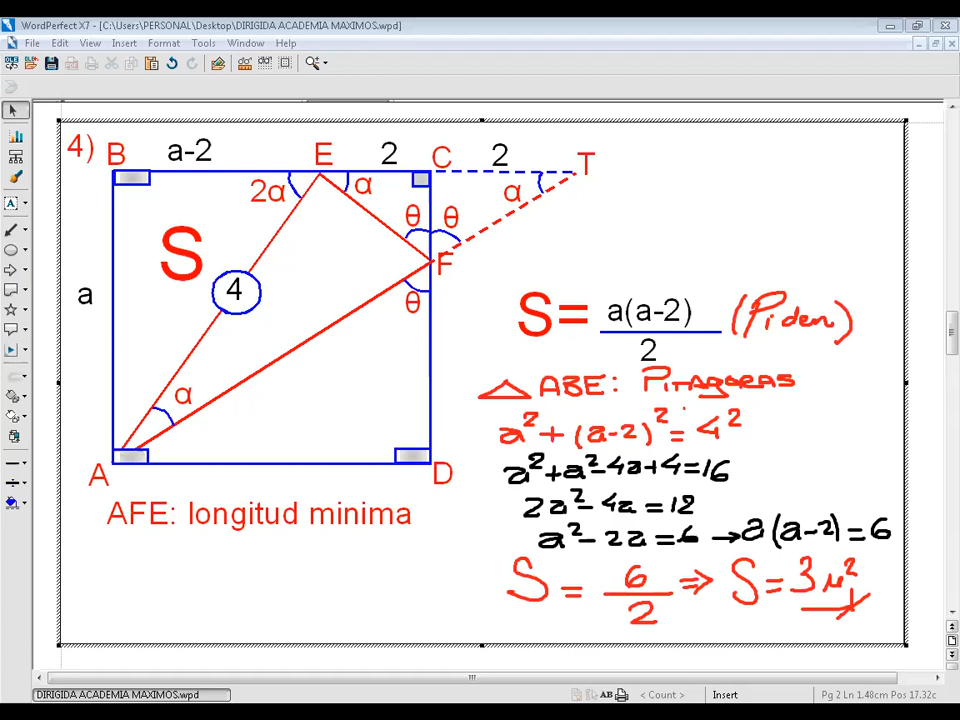 WordPerfect X7 - [C:\Users\PERSONAL\Desktop\DIRIGIDA ACADEMIA MAXIMOS.wpd]
File Edit View Insert Format Tools Window Help
4)
B a-2 E 2 C 2 T
2α α α
θ θ
S
F
a 4 θ
α
A D
AFE: longitud minima
S= a(a-2) (Piden)
2
△ ABE: PITAGORAS
a² + (a-2)² = 4²
a²+a²-4a+4=16
2a²-4a=12
a²-2a=6 → a(a-2)=6
S = 6/2 ⇒ S=3μ²
DIRIGIDA ACADEMIA MAXIMOS.wpd
AB < Count > Insert Pg 2 Ln 1.48cm Pos 17.32c